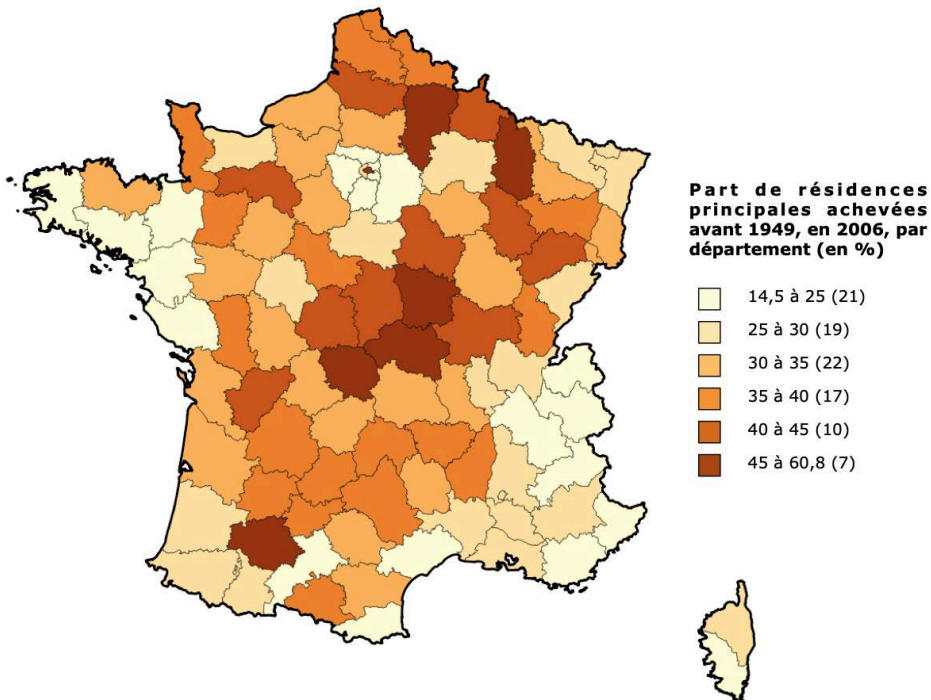 Part de résidences
principales achevées
avant 1949, en 2006, par
département (en %)
14,5 à 25 (21)
25 à 30 (19)
30 à 35 (22)
35 à 40 (17)
40 à 45 (10)
45 à 60,8 (7)